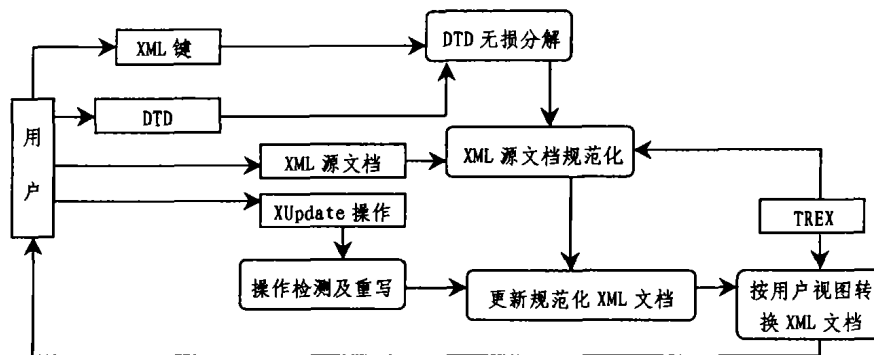 XML 键
DTD 无损分解
DTD
用户
XML 源文档
XML 源文档规范化
XUpdate 操作
TREX
操作检测及重写
更新规范化 XML 文档
按用户视图转
换 XML 文档